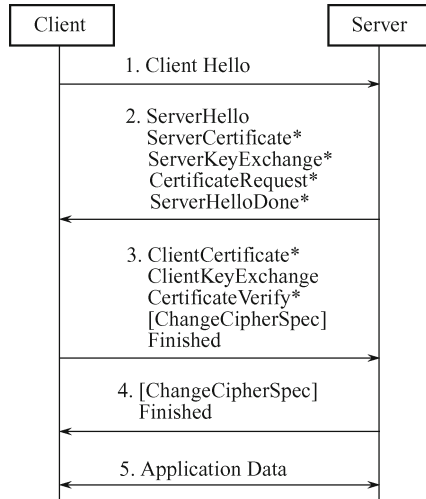 Client
Server
1. Client Hello
2. ServerHello
ServerCertificate*
ServerKeyExchange*
CertificateRequest*
ServerHelloDone*
3. ClientCertificate*
ClientKeyExchange
CertificateVerify*
[ChangeCipherSpec]
Finished
4. [ChangeCipherSpec]
Finished
5. Application Data